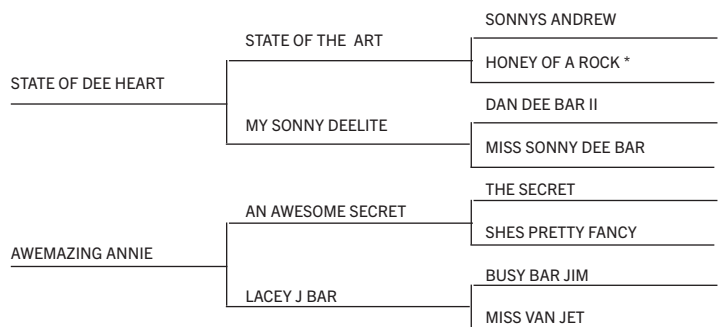 SONNYS ANDREW
STATE OF THE ART
HONEY OF A ROCK *
STATE OF DEE HEART
DAN DEE BAR II
MY SONNY DEELITE
MISS SONNY DEE BAR
THE SECRET
AN AWESOME SECRET
SHES PRETTY FANCY
AWEMAZING ANNIE
BUSY BAR JIM
LACEY J BAR
MISS VAN JET